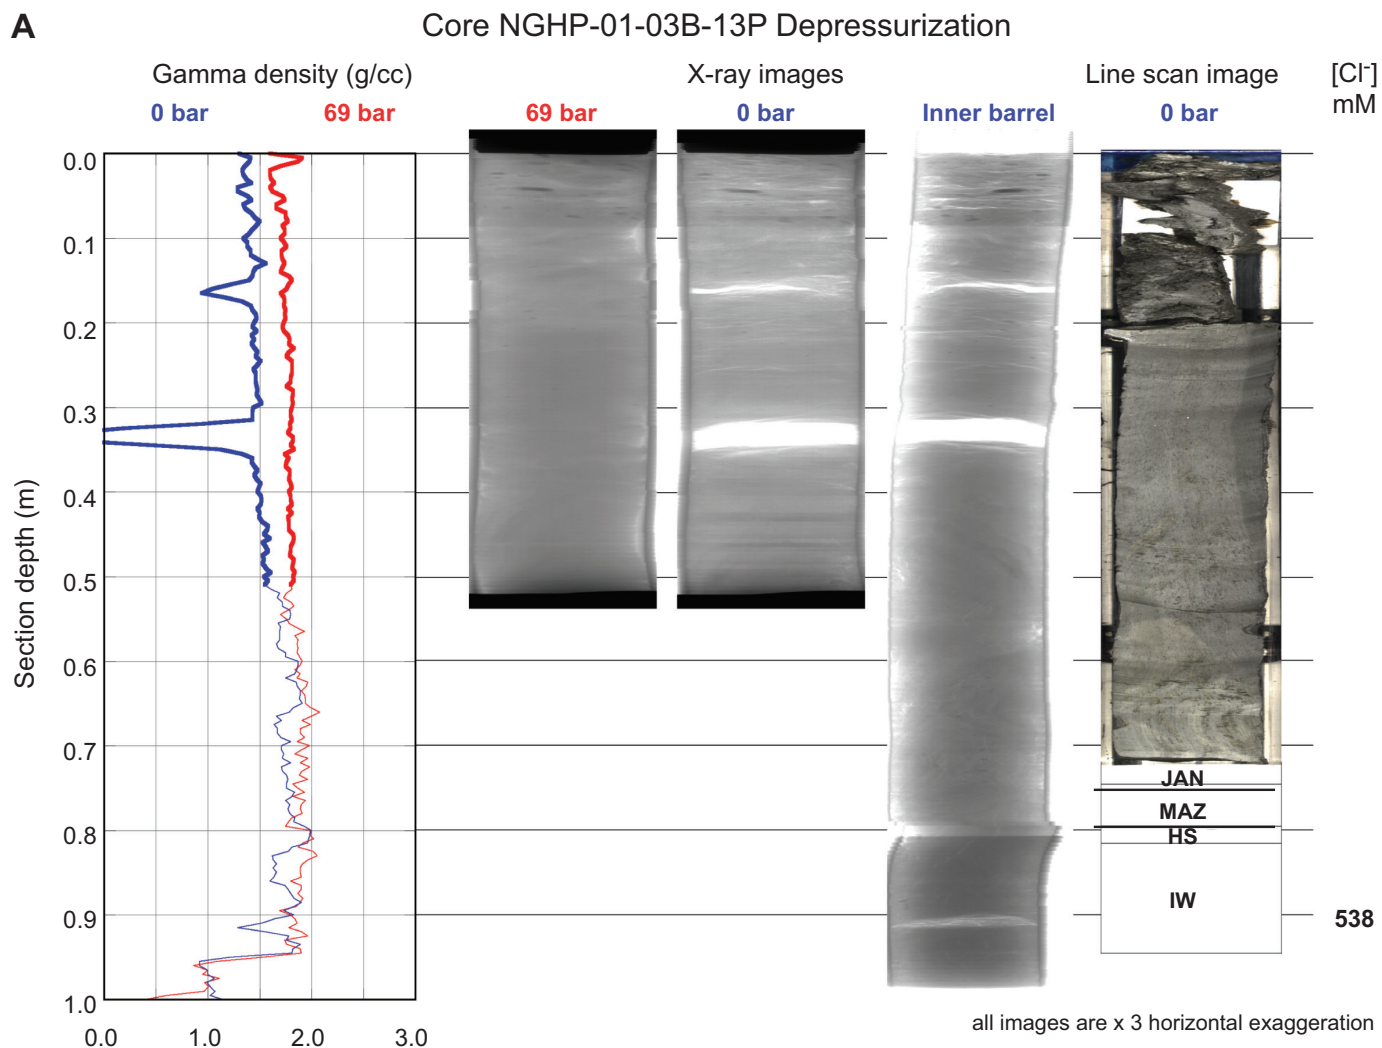 A
Core NGHP-01-03B-13P Depressurization
Gamma density (g/cc)
X-ray images
Line scan image
[Cl-]
mM
0 bar
69 bar
69 bar
0 bar
Inner barrel
0 bar
Section depth (m)
0.0
0.1
0.2
0.3
0.4
0.5
0.6
0.7
0.8
0.9
1.0
0.0
1.0
2.0
3.0
JAN
MAZ
HS
IW
538
all images are x 3 horizontal exaggeration